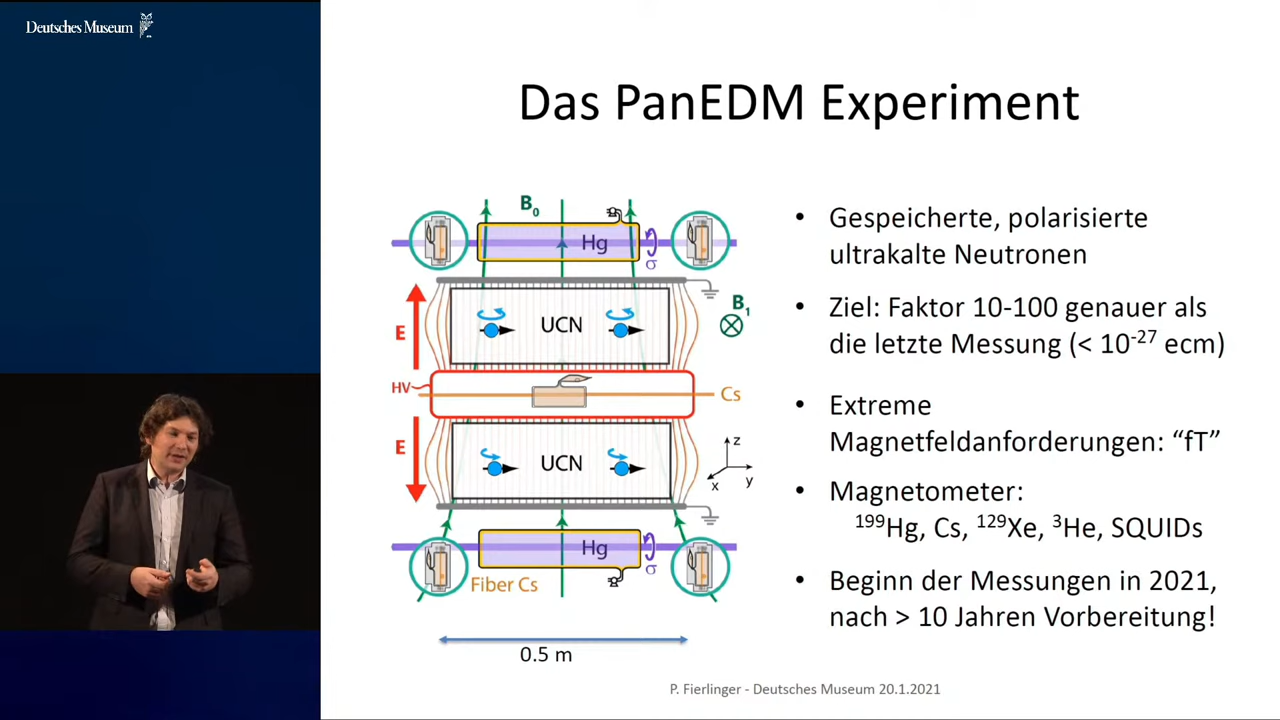 Deutsches Museum
Das PanEDM Experiment
B₀
Hg
σ
E
UCN
B₁
HV
Cs
E
UCN
z
y
x
Hg
σ
Fiber Cs
0.5 m
• Gespeicherte, polarisierte
ultrakalte Neutronen
• Ziel: Faktor 10-100 genauer als
die letzte Messung (< 10⁻²⁷ ecm)
• Extreme
Magnetfeldanforderungen: “fT”
• Magnetometer:
¹⁹⁹Hg, Cs, ¹²⁹Xe, ³He, SQUIDs
• Beginn der Messungen in 2021,
nach > 10 Jahren Vorbereitung!
P. Fierlinger - Deutsches Museum 20.1.2021